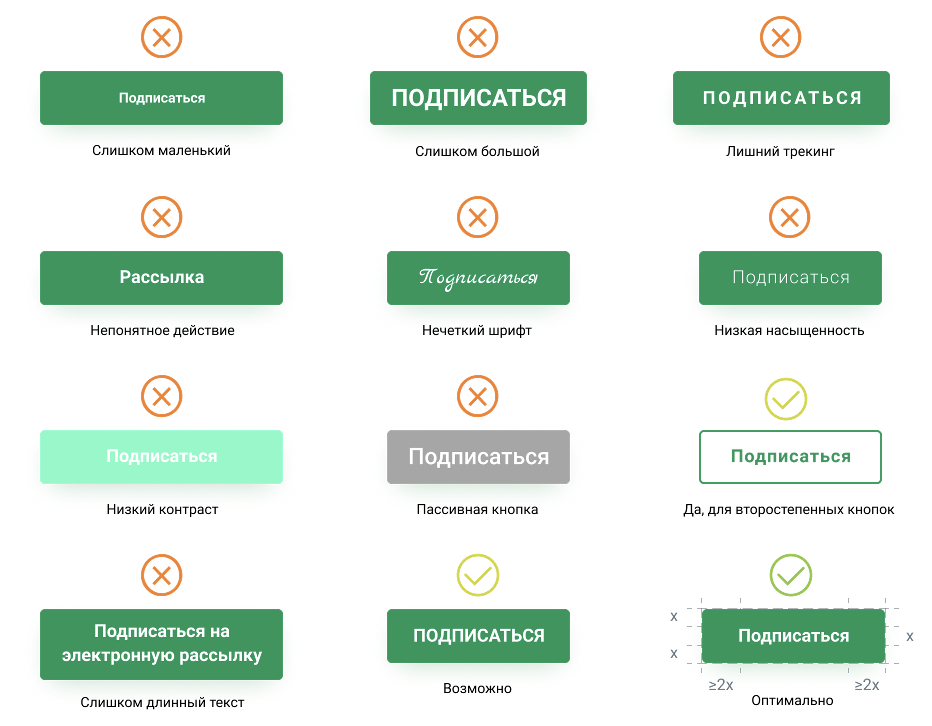 Подписаться
Слишком маленький
ПОДПИСАТЬСЯ
Слишком большой
ПОДПИСАТЬСЯ
Лишний трекинг
Рассылка
Непонятное действие
Подписаться
Нечеткий шрифт
Подписаться
Низкая насыщенность
Подписаться
Низкий контраст
Подписаться
Пассивная кнопка
Подписаться
Да, для второстепенных кнопок
Подписаться на
электронную рассылку
Слишком длинный текст
ПОДПИСАТЬСЯ
Возможно
x
Подписаться
x
x
≥2x
≥2x
Оптимально